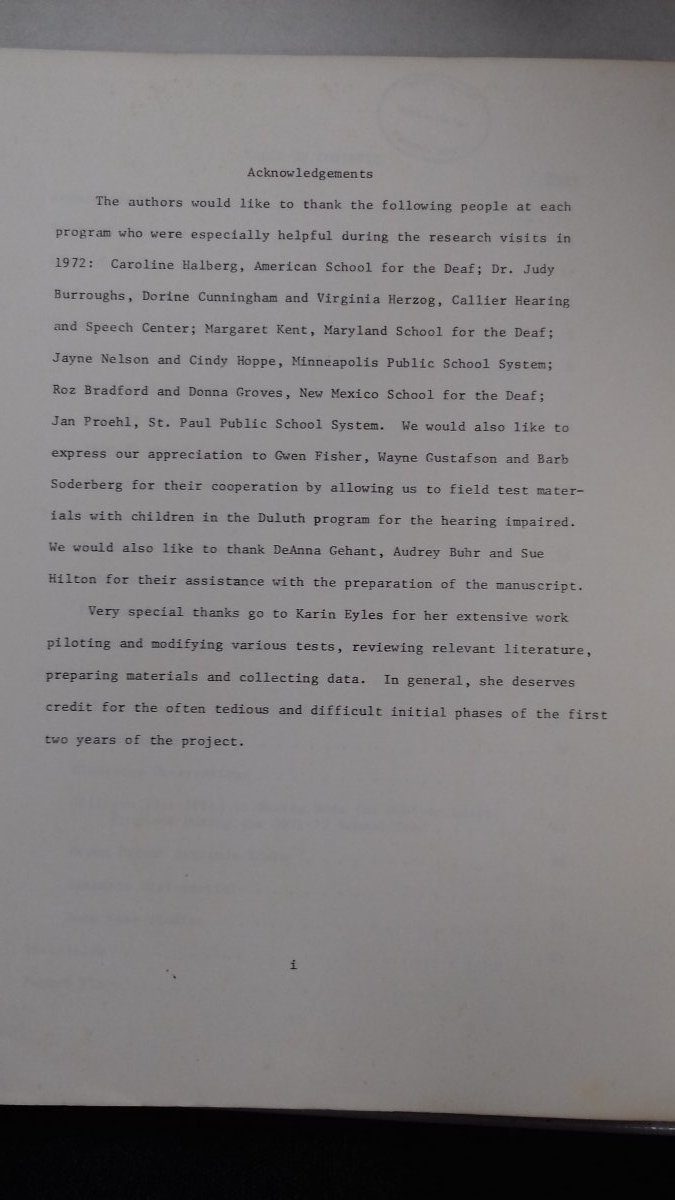 Acknowledgements
The authors would like to thank the following people at each
program who were especially helpful during the research visits in
1972: Caroline Halberg, American School for the Deaf; Dr. Judy
Burroughs, Dorine Cunningham and Virginia Herzog, Callier Hearing
and Speech Center; Margaret Kent, Maryland School for the Deaf;
Jayne Nelson and Cindy Hoppe, Minneapolis Public School System;
Roz Bradford and Donna Groves, New Mexico School for the Deaf;
Jan Proehl, St. Paul Public School System. We would also like to
express our appreciation to Gwen Fisher, Wayne Gustafson and Barb
Soderberg for their cooperation by allowing us to field test mater-
ials with children in the Duluth program for the hearing impaired.
We would also like to thank DeAnna Gehant, Audrey Buhr and Sue
Hilton for their assistance with the preparation of the manuscript.
Very special thanks go to Karin Eyles for her extensive work
piloting and modifying various tests, reviewing relevant literature,
preparing materials and collecting data. In general, she deserves
credit for the often tedious and difficult initial phases of the first
two years of the project.
i